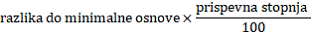 razlika do minimalne osnove × prispevna stopnja / 100